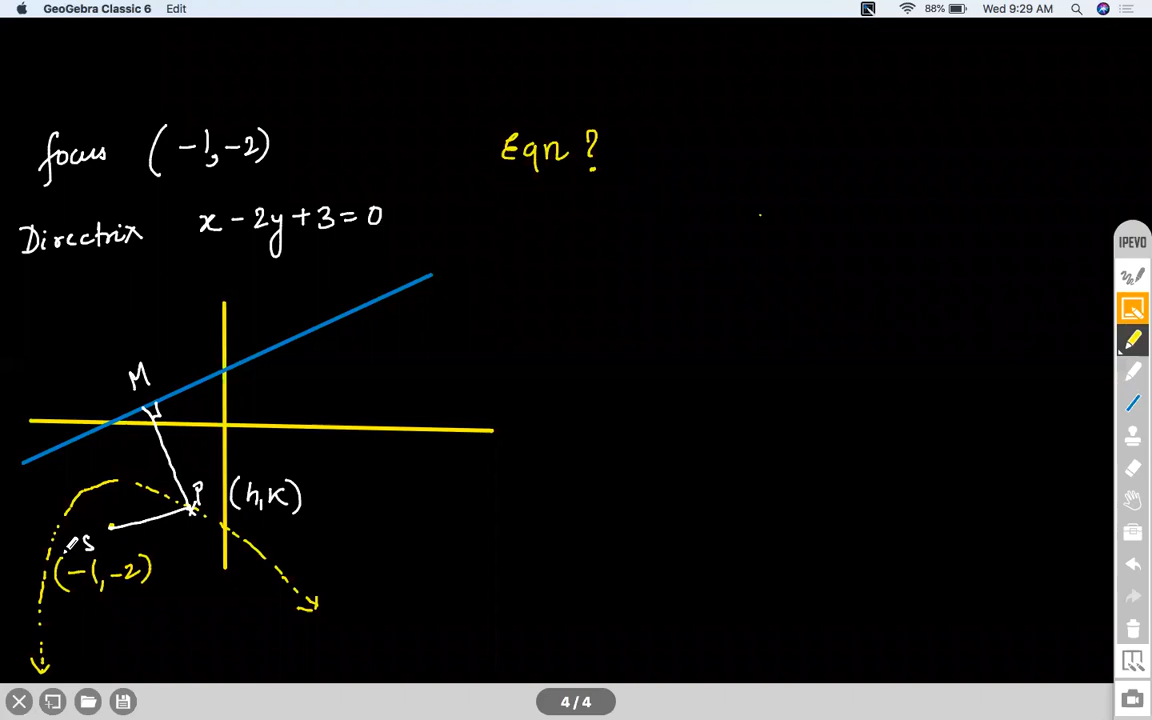 GeoGebra Classic 6 Edit 88% Wed 9:29 AM
focus (-1, -2) Eqn ?
Directrix x - 2y + 3 = 0
IPEVO
M
P (h, K)
S
(-1, -2)
4 / 4